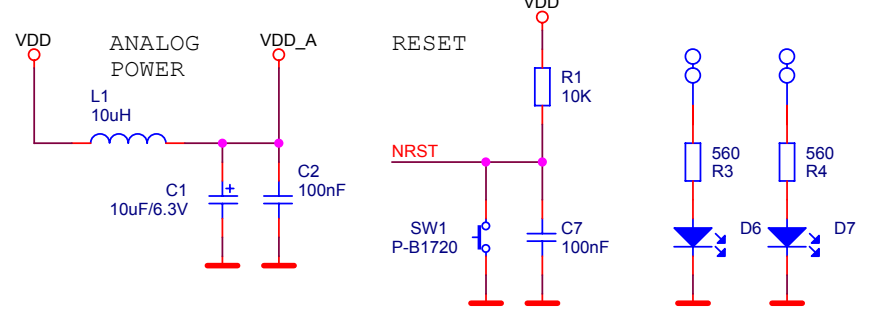 VDD
ANALOG
POWER
VDD_A
L1
10uH
C1
10uF/6.3V
C2
100nF
RESET
VDD
R1
10K
NRST
SW1
P-B1720
C7
100nF
560
R3
D6
560
R4
D7